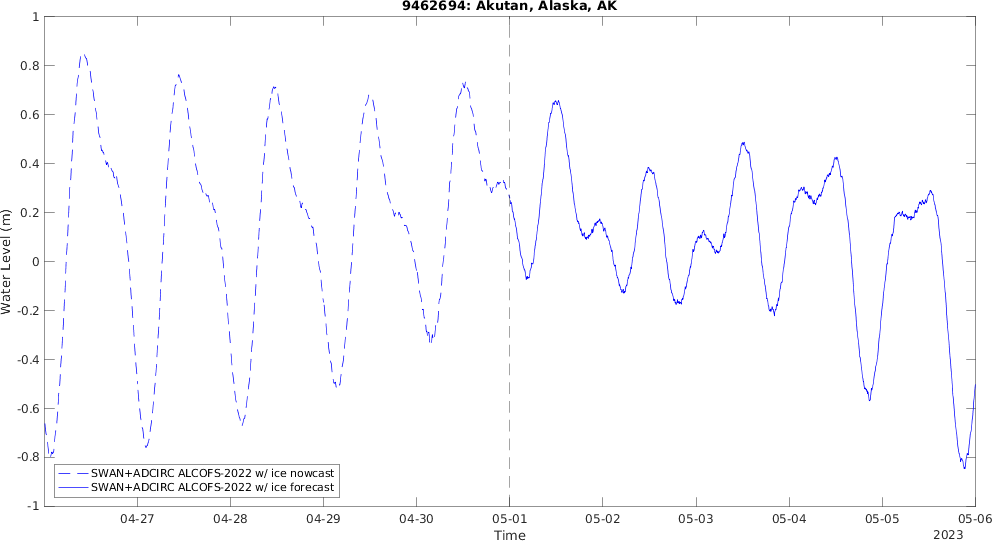 9462694: Akutan, Alaska, AK
Water Level (m)
1
0.8
0.6
0.4
0.2
0
-0.2
-0.4
-0.6
-0.8
-1
SWAN+ADCIRC ALCOFS-2022 w/ ice nowcast
SWAN+ADCIRC ALCOFS-2022 w/ ice forecast
04-27 04-28 04-29 04-30 05-01 05-02 05-03 05-04 05-05 05-06
Time
2023